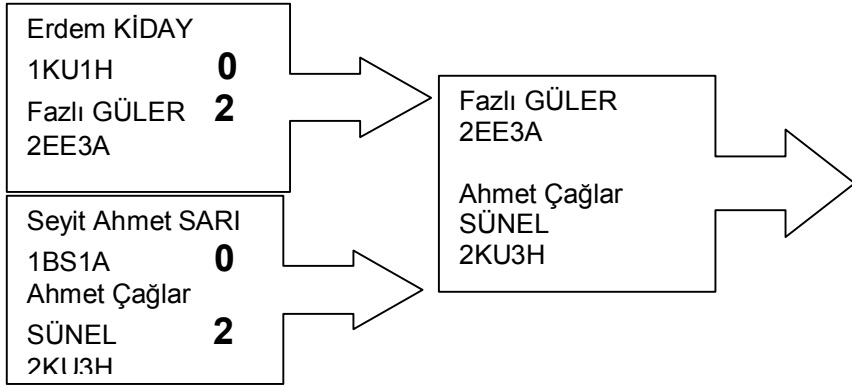 Erdem KİDAY
1KU1H 0
Fazlı GÜLER 2
2EE3A
Seyit Ahmet SARI
1BS1A 0
Ahmet Çağlar
SÜNEL 2
2KU3H
Fazlı GÜLER
2EE3A
Ahmet Çağlar
SÜNEL
2KU3H